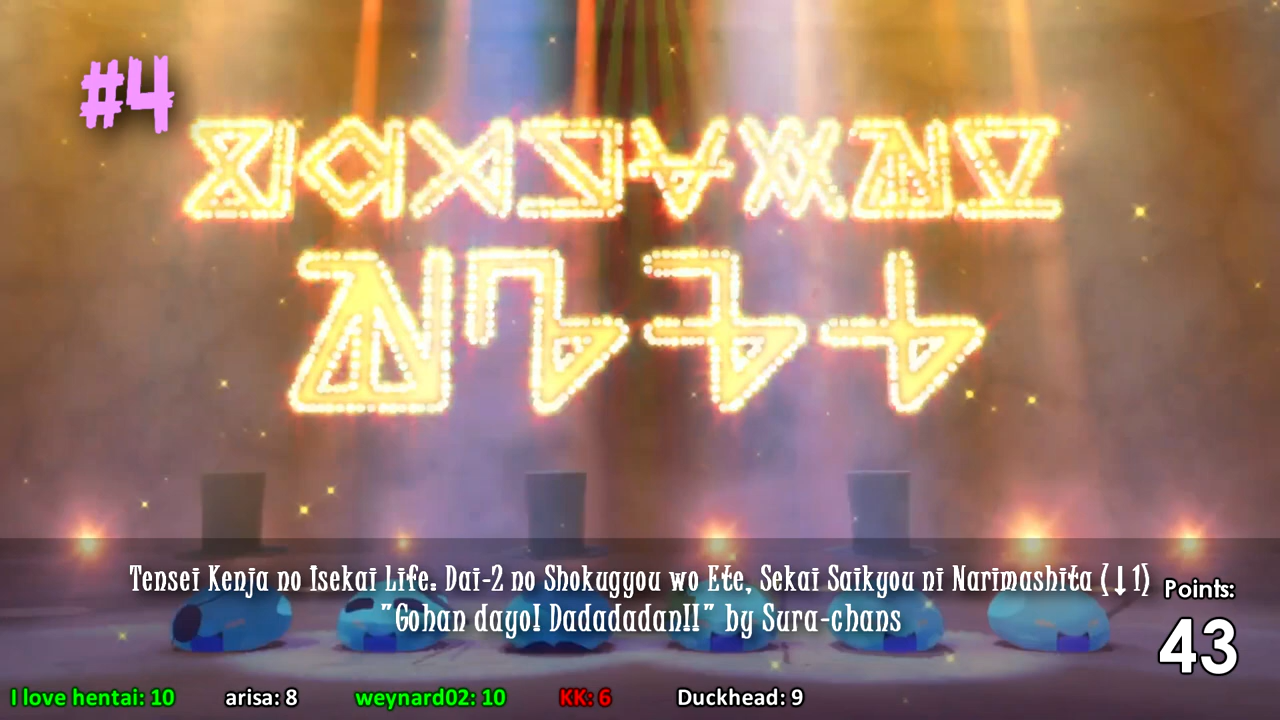 #4
Tensei Kenja no Isekai Life: Dai-2 no Shokugyou wo Ete, Sekai Saikyou ni Narimashita (↓1)
"Gohan dayo! Dadadadan!!" by Sura-chans
Points:
43
I love hentai: 10 arisa: 8 weynard02: 10 KK: 6 Duckhead: 9